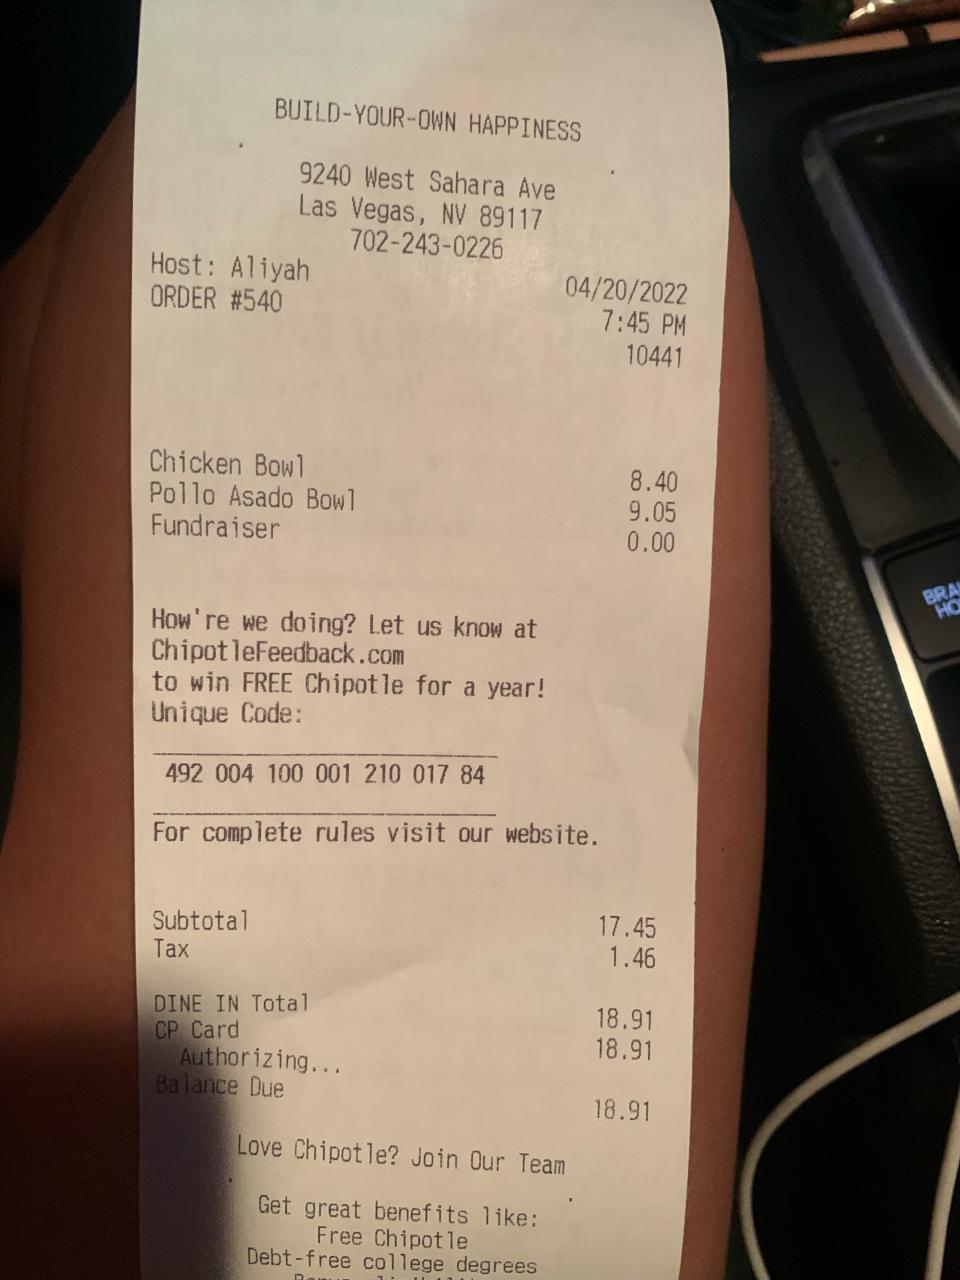 BUILD-YOUR-OWN HAPPINESS
9240 West Sahara Ave
Las Vegas, NV 89117
702-243-0226
Host: Aliyah 04/20/2022
ORDER #540 7:45 PM
10441
Chicken Bowl 8.40
Pollo Asado Bowl 9.05
Fundraiser 0.00
How're we doing? Let us know at
ChipotleFeedback.com
to win FREE Chipotle for a year!
Unique Code:
492 004 100 001 210 017 84
For complete rules visit our website.
Subtotal 17.45
Tax 1.46
DINE IN Total 18.91
CP Card 18.91
Authorizing...
Balance Due 18.91
Love Chipotle? Join Our Team
Get great benefits like:
Free Chipotle
Debt-free college degrees